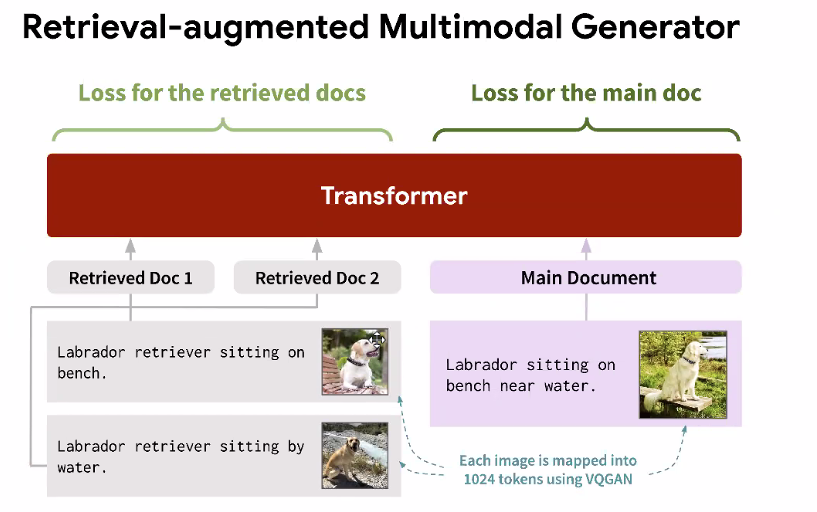 Retrieval-augmented Multimodal Generator
Loss for the retrieved docs
Loss for the main doc
Transformer
Retrieved Doc 1
Retrieved Doc 2
Main Document
Labrador retriever sitting on
bench.
Labrador sitting on
bench near water.
Labrador retriever sitting by
water.
Each image is mapped into
1024 tokens using VQGAN